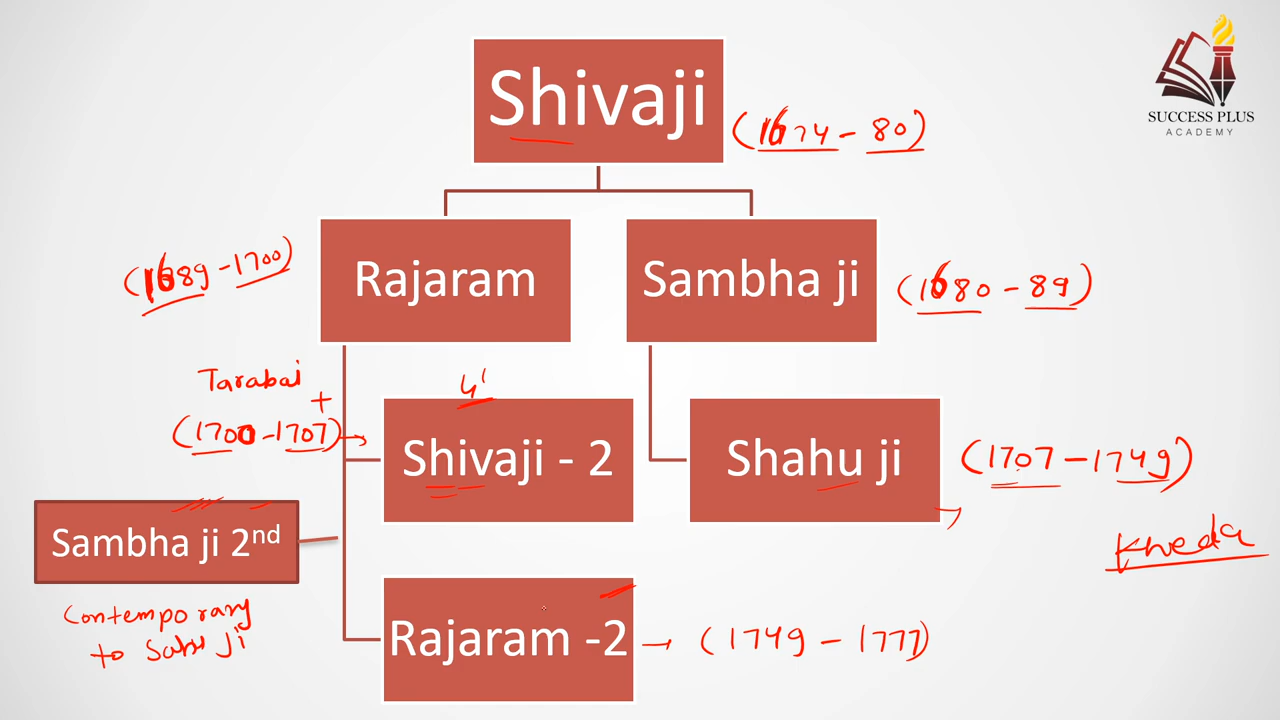 Shivaji
(1674 - 80)
SUCCESS PLUS
ACADEMY
(1689 - 1700)
Rajaram
Sambha ji
(1680 - 89)
Tarabai
+
(1700 - 1707)
4'
Shivaji - 2
Shahu ji
(1707 - 1749)
Kheda
Sambha ji 2nd
Contemporary
to Sahu ji
Rajaram -2
→ (1749 - 1777)